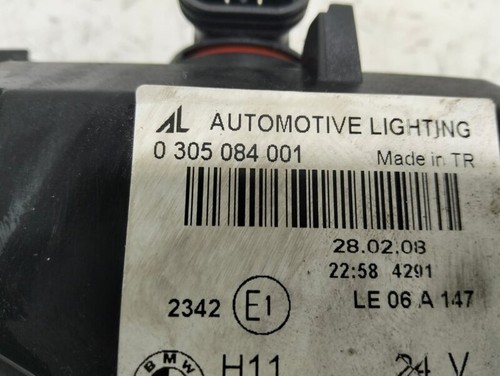 AL AUTOMOTIVE LIGHTING
0 305 084 001 Made in TR
28.02.08
22:58 4291
2342 E1 LE 06 A 147
BMW H11 24 V